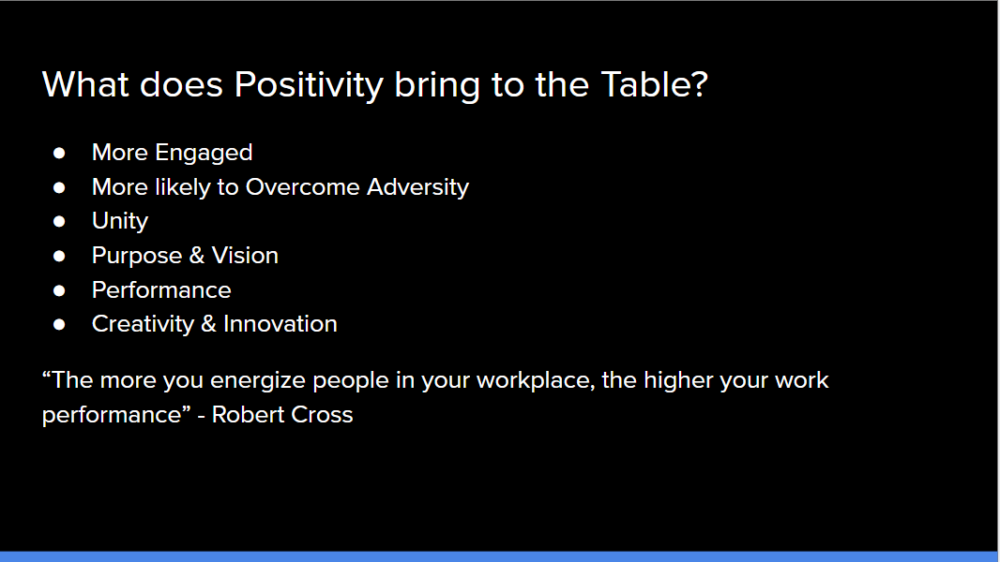 What does Positivity bring to the Table?
● More Engaged
● More likely to Overcome Adversity
● Unity
● Purpose & Vision
● Performance
● Creativity & Innovation
“The more you energize people in your workplace, the higher your work
performance” - Robert Cross